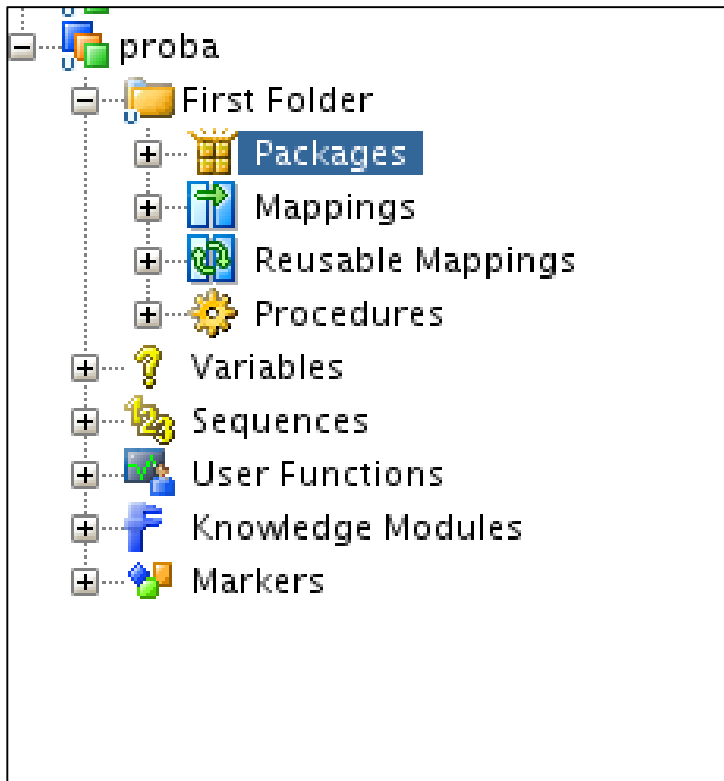 proba
First Folder
Packages
Mappings
Reusable Mappings
Procedures
Variables
Sequences
User Functions
Knowledge Modules
Markers